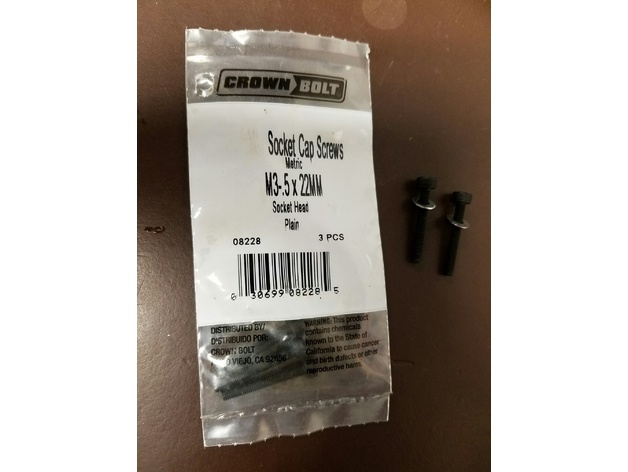 CROWN BOLT
Socket Cap Screws
Metric
M3-.5 x 22MM
Socket Head
Plain
08228 3 PCS
0 30699 08228 5
DISTRIBUTED BY/
DISTRIBUIDO POR:
CROWN BOLT
VIEJO, CA 92656
WARNING: This product
contains chemicals
known to the State of
California to cause cancer
and birth defects or other
reproductive harm.